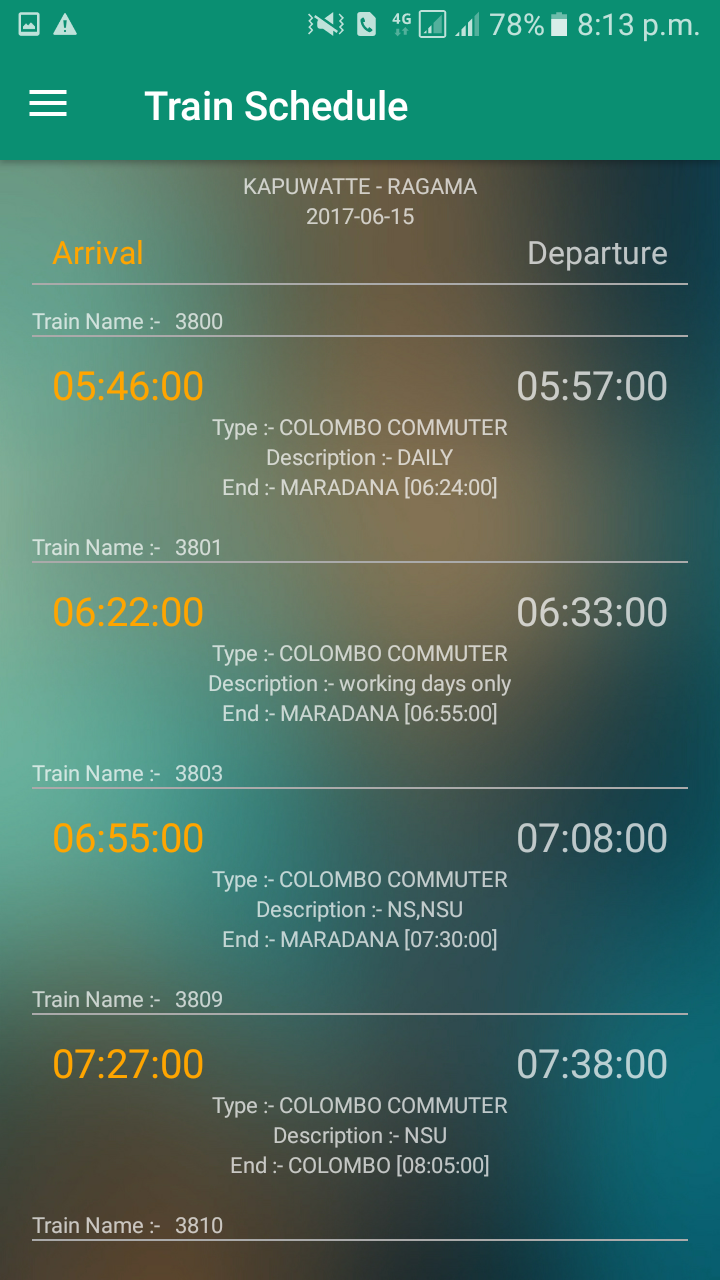 4G 78% 8:13 p.m.
Train Schedule
KAPUWATTE - RAGAMA
2017-06-15
Arrival Departure
Train Name :- 3800
05:46:00 05:57:00
Type :- COLOMBO COMMUTER
Description :- DAILY
End :- MARADANA [06:24:00]
Train Name :- 3801
06:22:00 06:33:00
Type :- COLOMBO COMMUTER
Description :- working days only
End :- MARADANA [06:55:00]
Train Name :- 3803
06:55:00 07:08:00
Type :- COLOMBO COMMUTER
Description :- NS,NSU
End :- MARADANA [07:30:00]
Train Name :- 3809
07:27:00 07:38:00
Type :- COLOMBO COMMUTER
Description :- NSU
End :- COLOMBO [08:05:00]
Train Name :- 3810